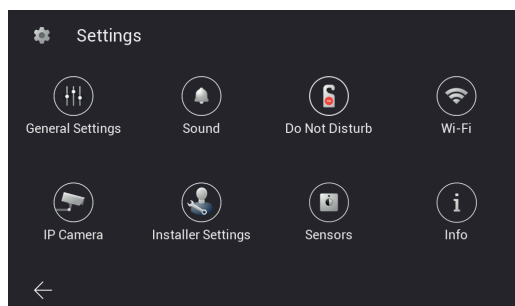 Settings
General Settings
Sound
Do Not Disturb
Wi-Fi
IP Camera
Installer Settings
Sensors
Info